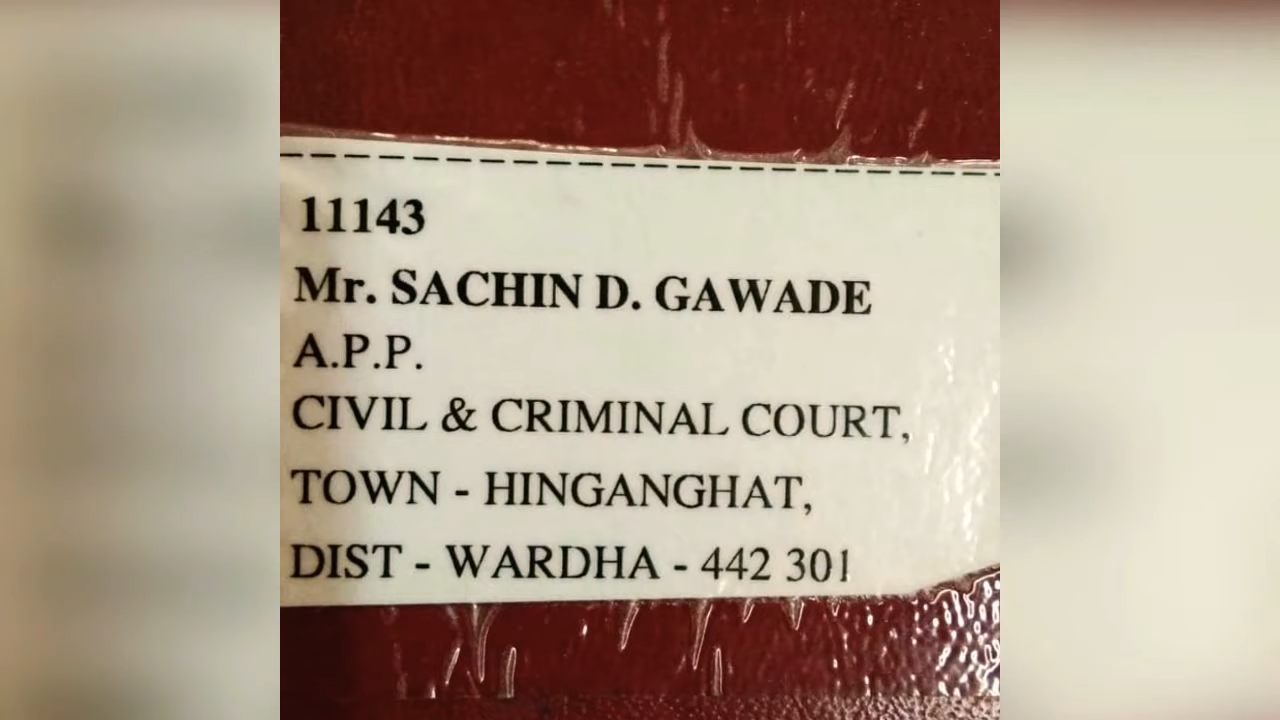 11143
Mr. SACHIN D. GAWADE
A.P.P.
CIVIL & CRIMINAL COURT,
TOWN - HINGANGHAT,
DIST - WARDHA - 442 301